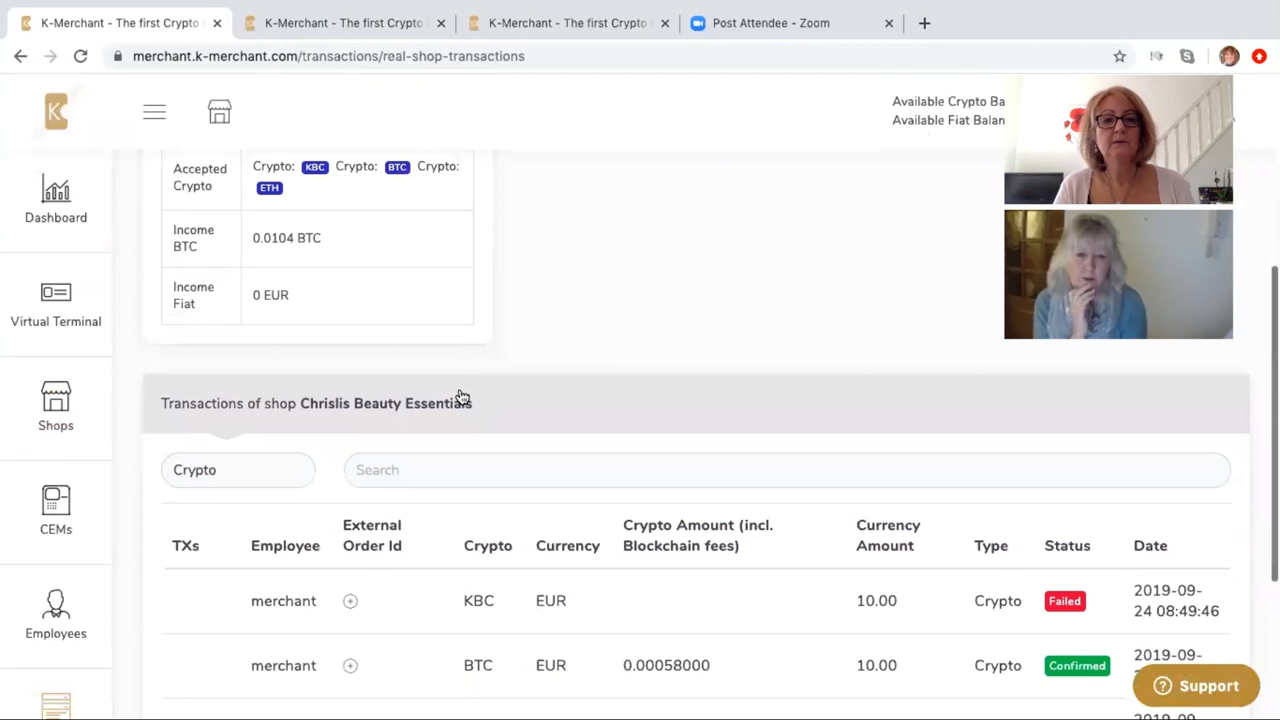 K-Merchant - The first Crypto
K-Merchant - The first Crypto
K-Merchant - The first Crypto
Post Attendee - Zoom
merchant.k-merchant.com/transactions/real-shop-transactions
Available Crypto Ba
Available Fiat Balan
Accepted
Crypto
Crypto: KBC Crypto: BTC Crypto:
ETH
Dashboard
Income
BTC
0.0104 BTC
Income
Fiat
0 EUR
Virtual Terminal
Shops
Transactions of shop Chrislis Beauty Essentials
Crypto
Search
CEMs
TXs
Employee
External
Order Id
Crypto
Currency
Crypto Amount (incl.
Blockchain fees)
Currency
Amount
Type
Status
Date
merchant
KBC
EUR
10.00
Crypto
Failed
2019-09-
24 08:49:46
Employees
merchant
BTC
EUR
0.00058000
10.00
Crypto
Confirmed
2019-09-
Support